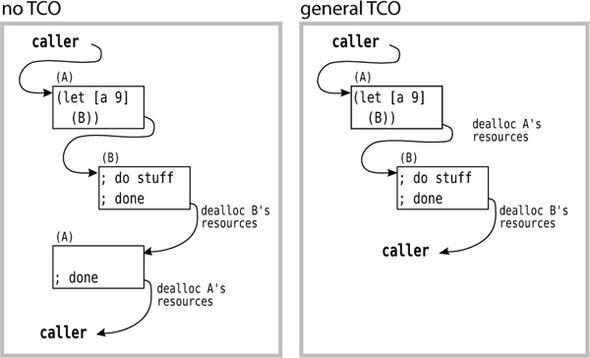 no TCO
caller
(A)
(let [a 9]
(B))
(B)
; do stuff
; done
dealloc B's
resources
(A)
; done
dealloc A's
resources
caller
general TCO
caller
(A)
(let [a 9]
(B))
dealloc A's
resources
(B)
; do stuff
; done
dealloc B's
resources
caller